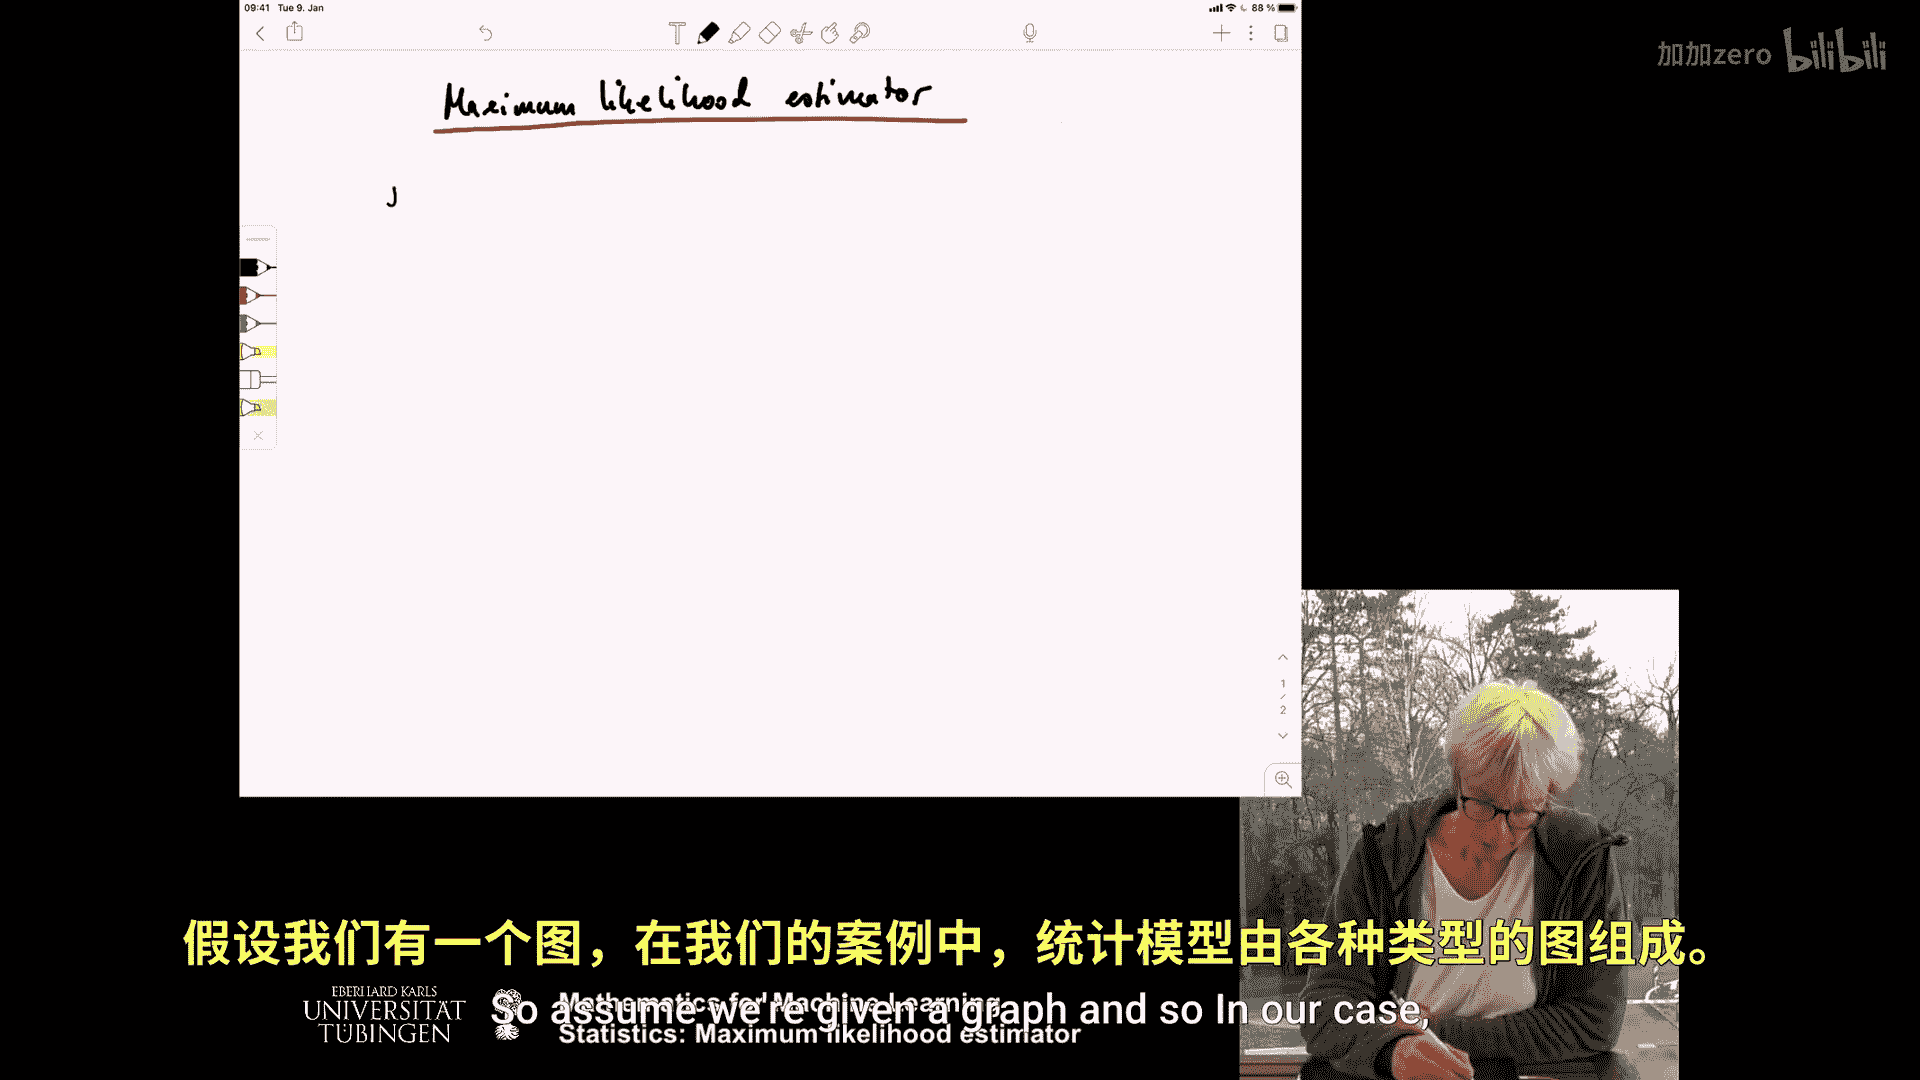 09:41 Tue 9. Jan
88 %
加加zero bilibili
Maximum likelihood estimator
1
2
假设我们有一个图，在我们的案例中，统计模型由各种类型的图组成。
EBERHARD KARLS
UNIVERSITÄT
TÜBINGEN
Mathematics for Machine Learning
So assume we're given a graph and so In our case,
Statistics: Maximum likelihood estimator